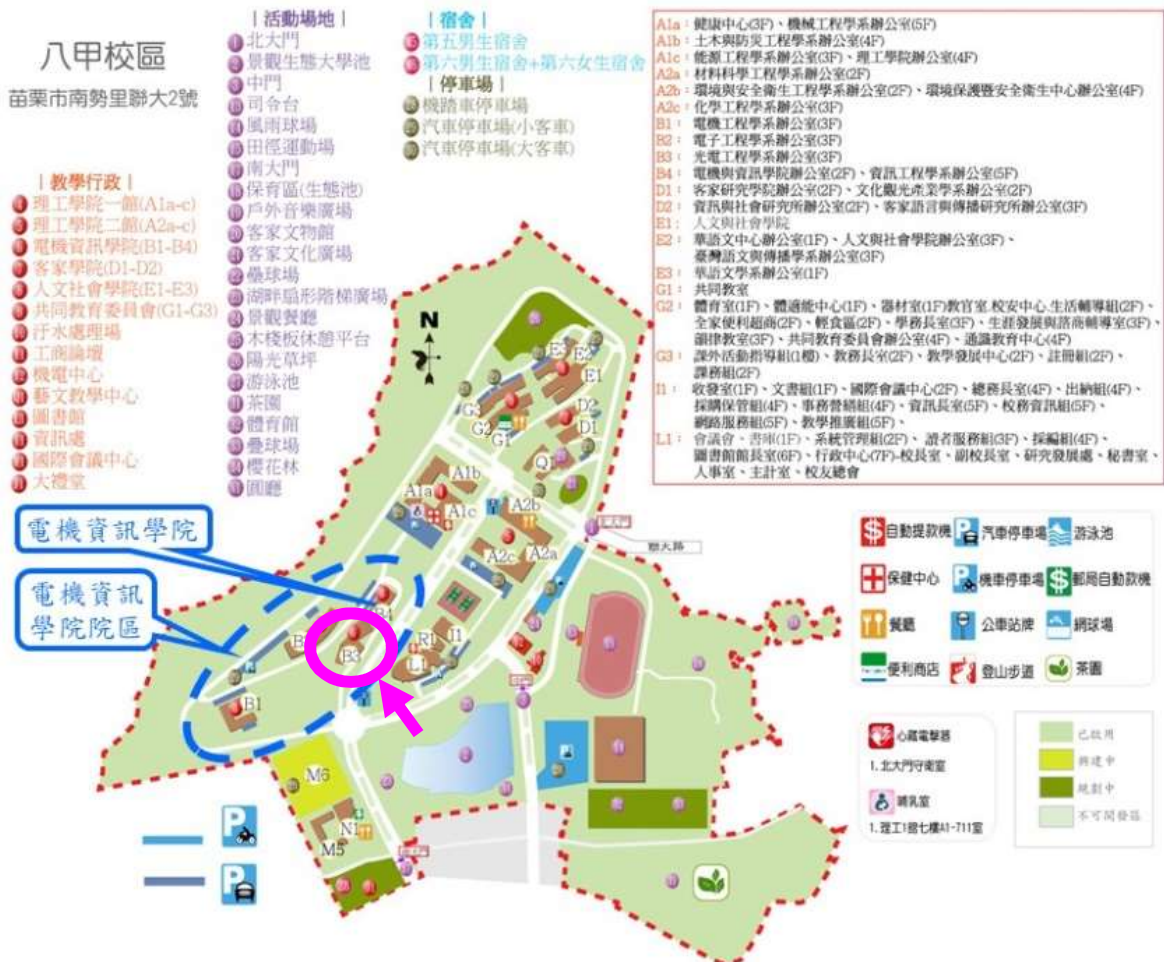 八甲校區
苗栗市南勢里聯大2號
| 教學行政 |
理工學院一館(A1a-c)
理工學院二館(A2a-c)
電機資訊學院(B1-B4)
客家學院(D1-D2)
人文社會學院(E1-E3)
共同教育委員會(G1-G3)
汙水處理場
工商論壇
機電中心
藝文教學中心
圖書館
資訊處
國際會議中心
大禮堂
| 活動場地 |
北大門
景觀生態大學池
中門
司令台
風雨球場
田徑運動場
南大門
保育區(生態池)
戶外音樂廣場
客家文物館
客家文化廣場
壘球場
湖畔扇形階梯廣場
景觀餐廳
木棧板休憩平台
陽光草坪
游泳池
茶園
體育館
疊球場
櫻花林
圓廳
| 宿舍 |
第五男生宿舍
第六男生宿舍+第六女生宿舍
| 停車場 |
機踏車停車場
汽車停車場(小客車)
汽車停車場(大客車)
A1a：健康中心(3F)、機械工程學系辦公室(5F)
A1b：土木與防災工程學系辦公室(4F)
A1c：能源工程學系辦公室(3F)、理工學院辦公室(4F)
A2a：材料科學工程學系辦公室(2F)
A2b：環境與安全衛生工程學系辦公室(2F)、環境保護暨安全衛生中心辦公室(4F)
A2c：化學工程學系辦公室(3F)
B1：電機工程學系辦公室(3F)
B2：電子工程學系辦公室(3F)
B3：光電工程學系辦公室(3F)
B4：電機與資訊學院辦公室(2F)、資訊工程學系辦公室(5F)
D1：客家研究學院辦公室(2F)、文化觀光產業學系辦公室(2F)
D2：資訊與社會研究所辦公室(2F)、客家語言與傳播研究所辦公室(3F)
E1：人文與社會學院
E2：華語文中心辦公室(1F)、人文與社會學院辦公室(3F)、
臺灣語文與傳播學系辦公室(3F)
E3：華語文學系辦公室(1F)
G1：共同教室
G2：體育室(1F)、體適能中心(1F)、器材室(1F)教官室.校安中心.生活輔導組(2F)、
全家便利超商(2F)、輕食區(2F)、學務長室(3F)、生涯發展與諮商輔導室(3F)、
韻律教室(3F)、共同教育委員會辦公室(4F)、通識教育中心(4F)
G3：課外活動指導組(1樓)、教務長室(2F)、教學發展中心(2F)、註冊組(2F)、
課務組(2F)
I1：收發室(1F)、文書組(1F)、國際會議中心(2F)、總務長室(4F)、出納組(4F)、
採購保管組(4F)、事務營繕組(4F)、資訊長室(5F)、校務資訊組(5F)、
網路服務組(5F)、教學推廣組(5F)、
L1：會議會、書庫(1F)、系統管理組(2F)、讀者服務組(3F)、採編組(4F)、
圖書館館長室(6F)、行政中心(7F)-校長室、副校長室、研究發展處、秘書室、
人事室、主計室、校友總會
N
E3
E2
E1
G3
G2
G1
D2
D1
Q1
A1b
A1a
A1c
A2b
A2c
A2a
聯大路
電機資訊學院
電機資訊
學院院區
B4
B3
B1
R1
I1
L1
M6
N1
M5
自動提款機
汽車停車場
游泳池
保健中心
機車停車場
郵局自動款機
餐廳
公車站牌
網球場
便利商店
登山步道
茶園
心臟電擊器
1. 北大門守衛室
哺乳室
1.理工1館七樓A1-711室
已啟用
興建中
規劃中
不可開發區